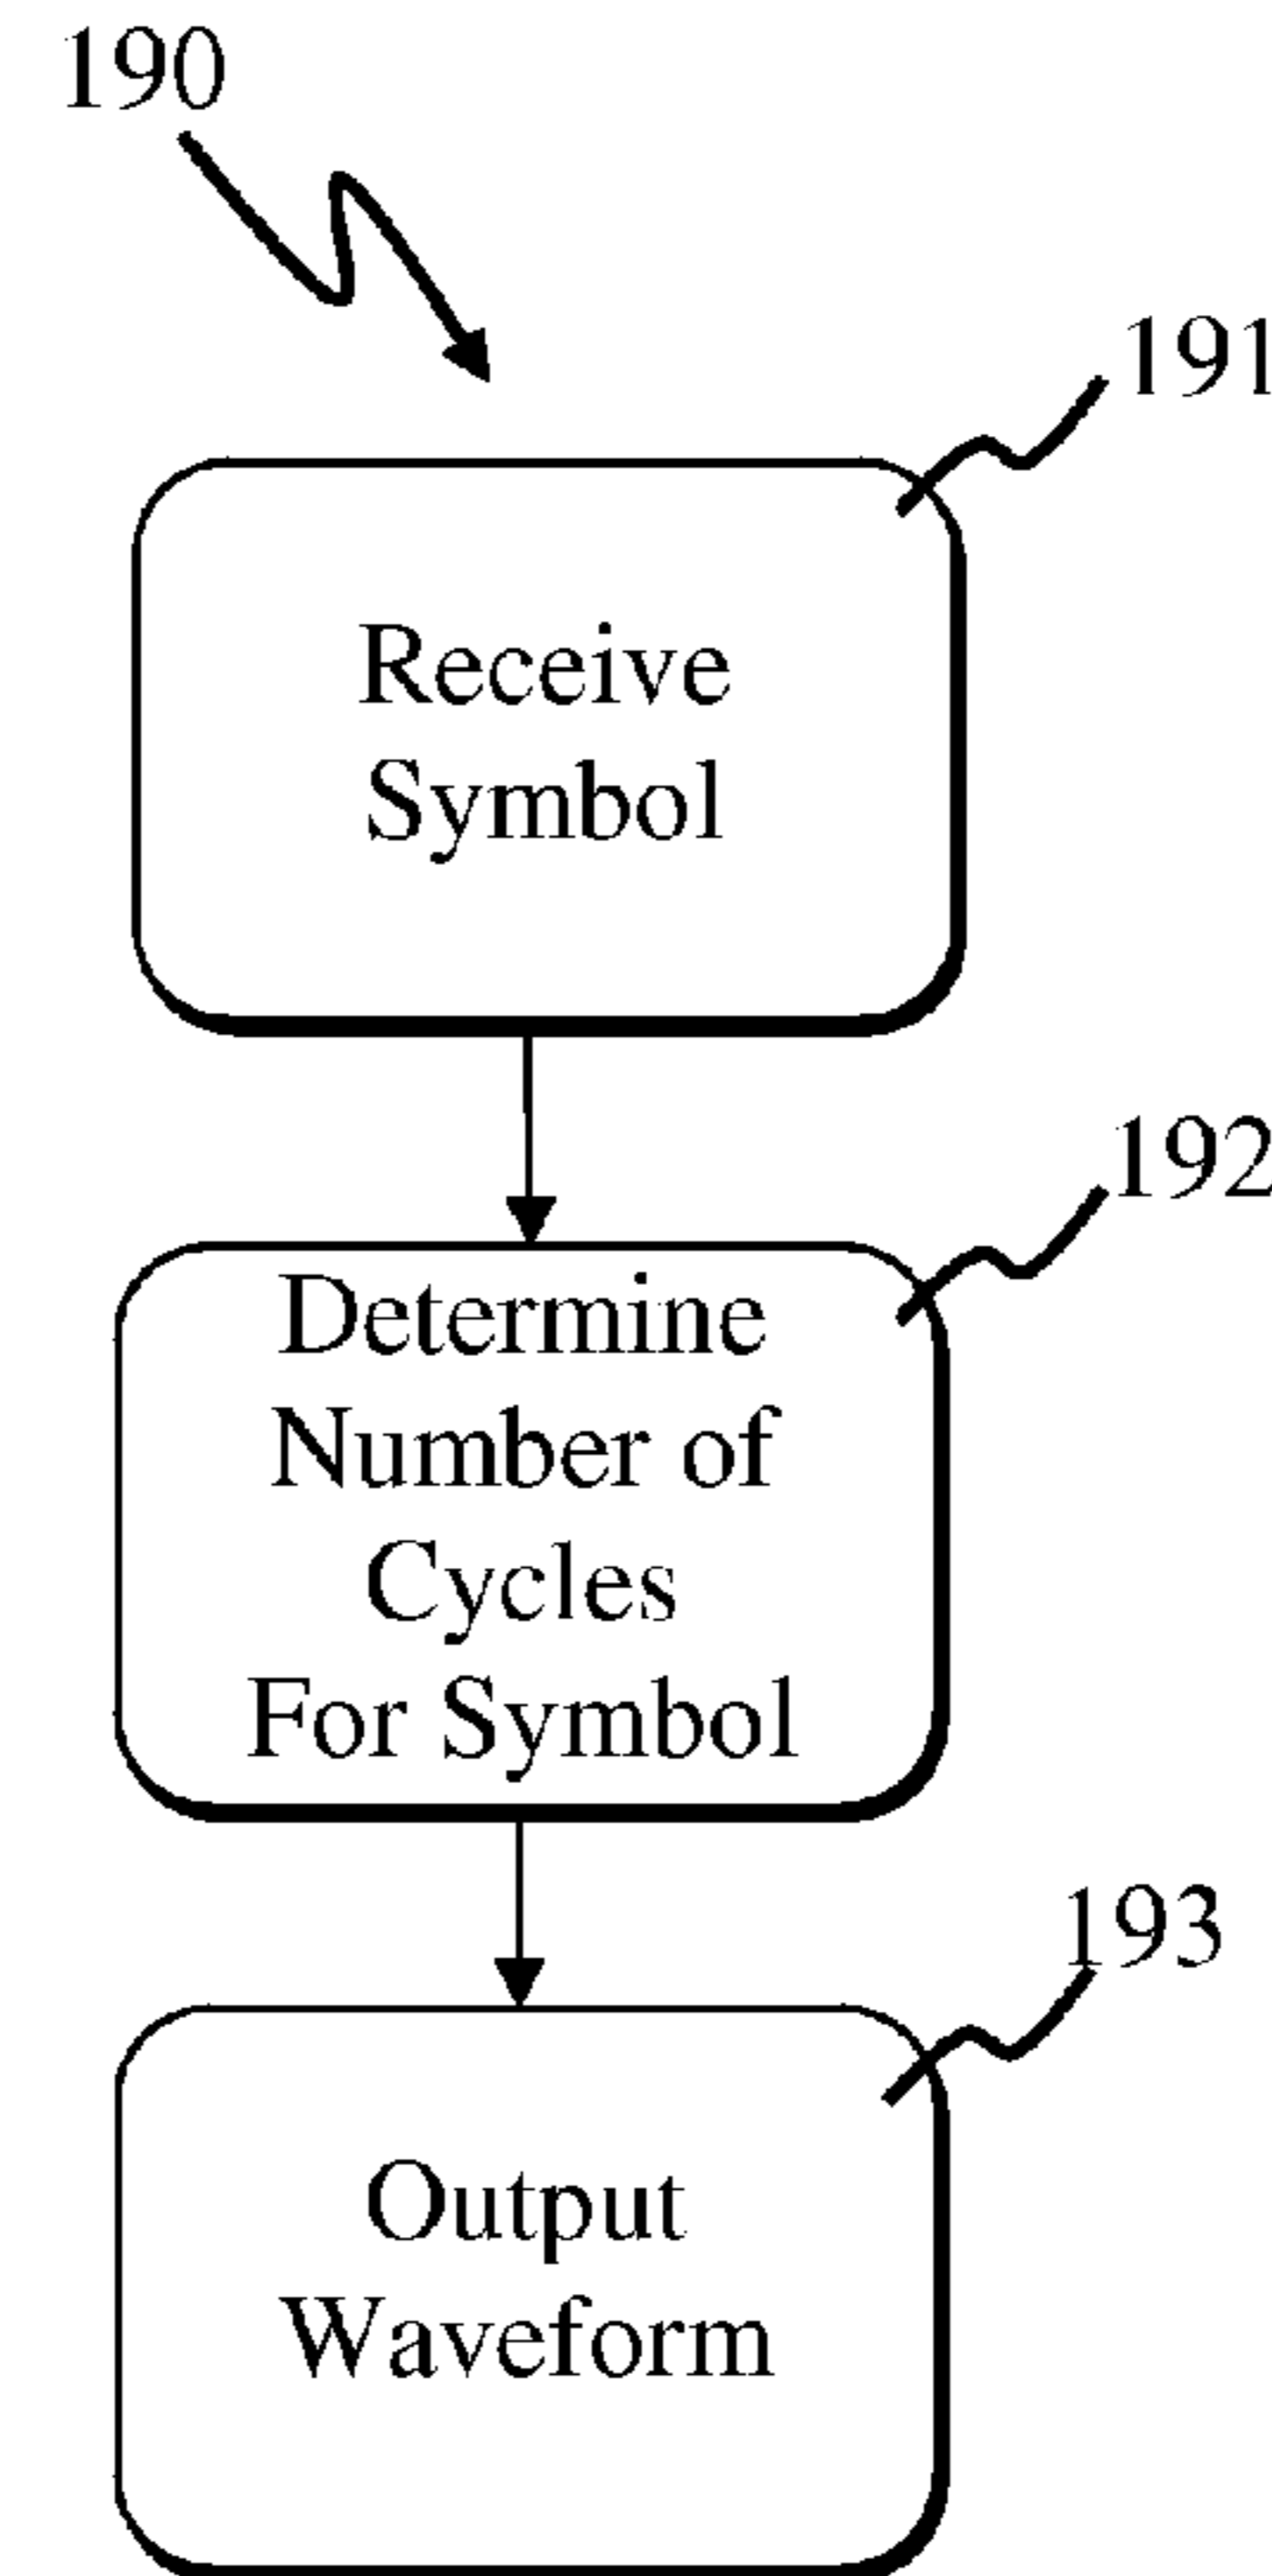 190
191
Receive
Symbol
192
Determine
Number of
Cycles
For Symbol
193
Output
Waveform